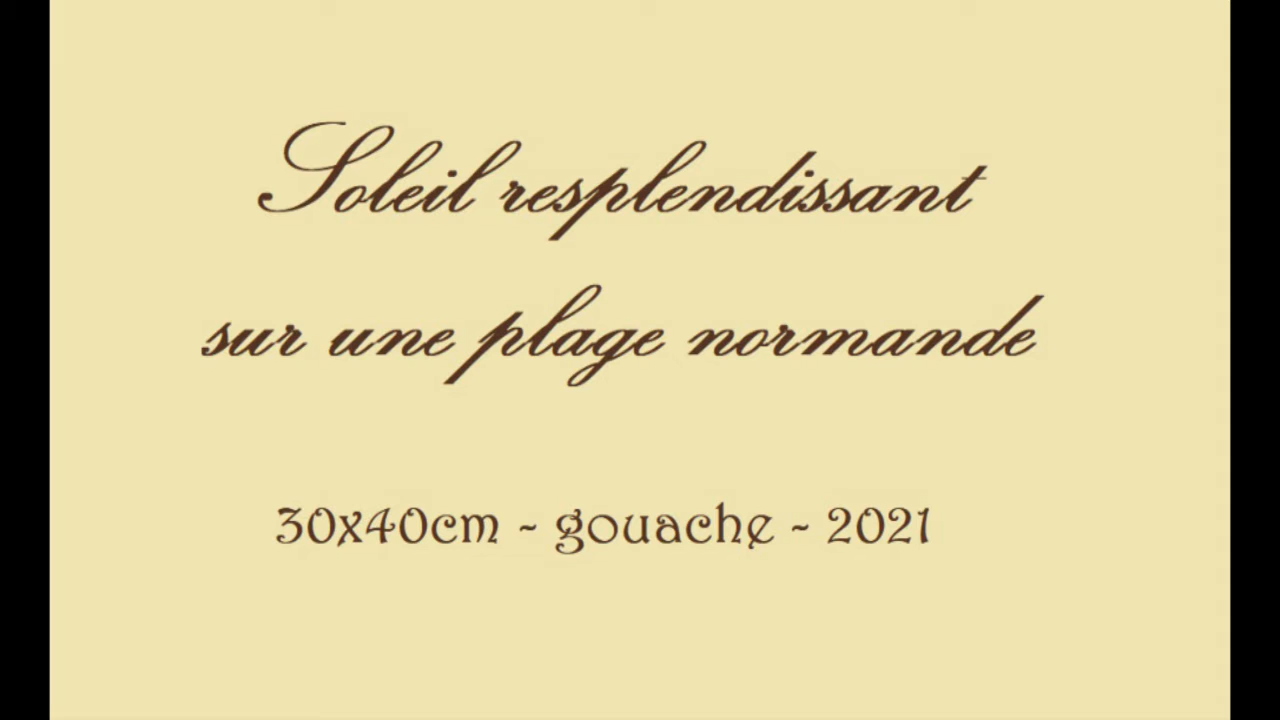 Soleil resplendissant
sur une plage normande
30x40cm - gouache - 2021